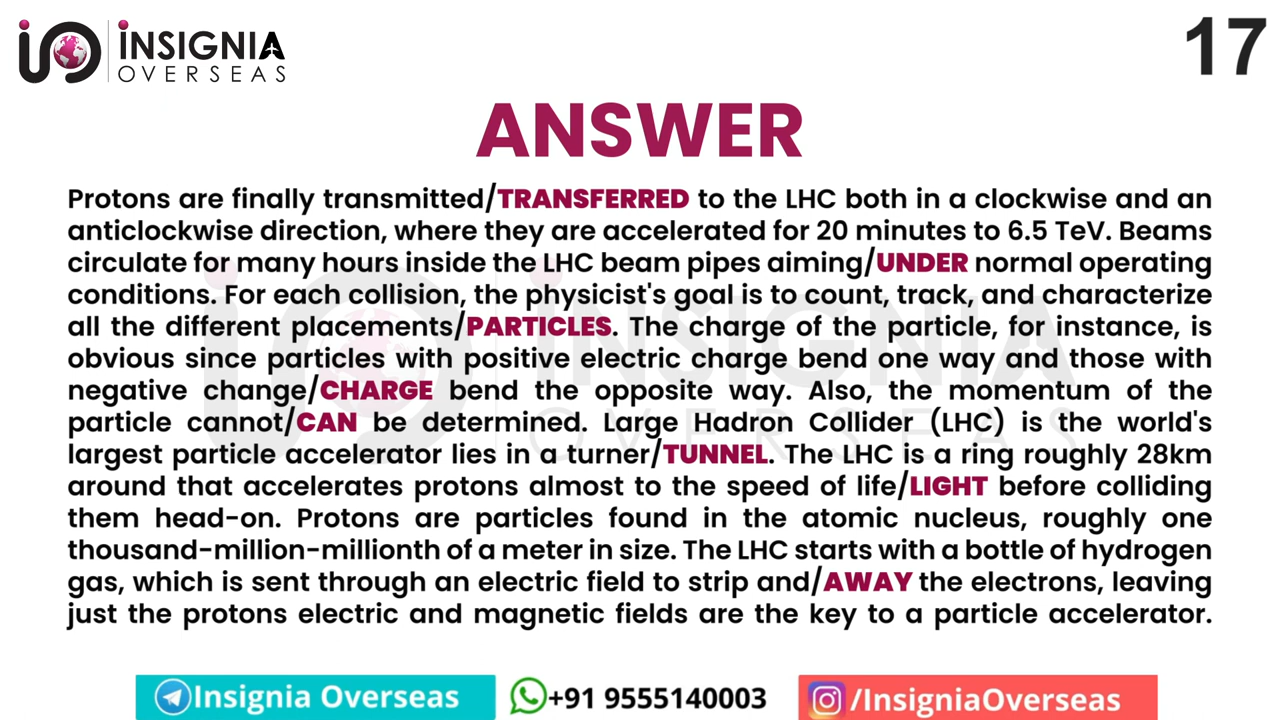 iNSIGNIA
OVERSEAS
17
ANSWER
Protons are finally transmitted/TRANSFERRED to the LHC both in a clockwise and an
anticlockwise direction, where they are accelerated for 20 minutes to 6.5 TeV. Beams
circulate for many hours inside the LHC beam pipes aiming/UNDER normal operating
conditions. For each collision, the physicist's goal is to count, track, and characterize
all the different placements/PARTICLES. The charge of the particle, for instance, is
obvious since particles with positive electric charge bend one way and those with
negative change/CHARGE bend the opposite way. Also, the momentum of the
particle cannot/CAN be determined. Large Hadron Collider (LHC) is the world's
largest particle accelerator lies in a turner/TUNNEL. The LHC is a ring roughly 28km
around that accelerates protons almost to the speed of life/LIGHT before colliding
them head-on. Protons are particles found in the atomic nucleus, roughly one
thousand-million-millionth of a meter in size. The LHC starts with a bottle of hydrogen
gas, which is sent through an electric field to strip and/AWAY the electrons, leaving
just the protons electric and magnetic fields are the key to a particle accelerator.
Insignia Overseas
+91 9555140003
/InsigniaOverseas